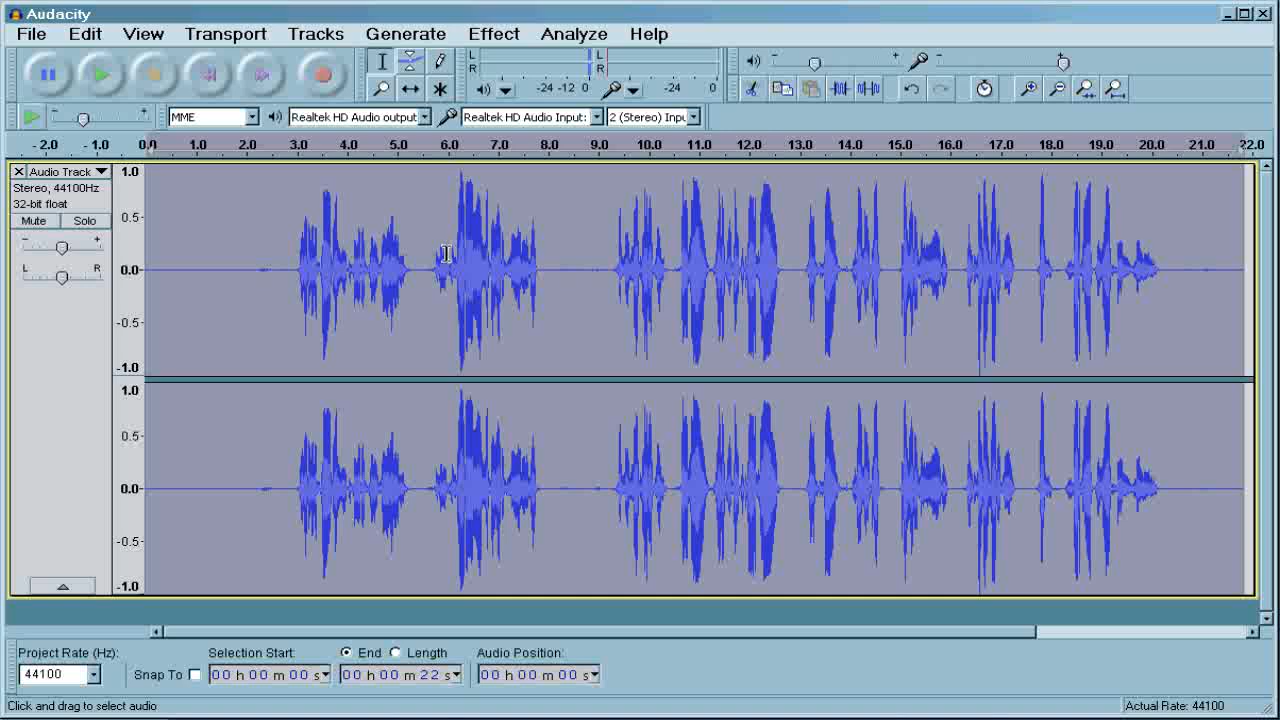 Audacity
File Edit View Transport Tracks Generate Effect Analyze Help
L
R
-24 -12 0
L
R
-24 0
- +
- +
- +
MME
Realtek HD Audio output
Realtek HD Audio Input:
2 (Stereo) Inpu
- 2.0 - 1.0 0.0 1.0 2.0 3.0 4.0 5.0 6.0 7.0 8.0 9.0 10.0 11.0 12.0 13.0 14.0 15.0 16.0 17.0 18.0 19.0 20.0 21.0 22.0
Audio Track
Stereo, 44100Hz
32-bit float
Mute Solo
- +
L R
1.0
0.5-
0.0-
-0.5-
-1.0
1.0
0.5-
0.0-
-0.5-
-1.0
Project Rate (Hz): Selection Start: End Length Audio Position:
44100 Snap To 00 h 00 m 00 s 00 h 00 m 22 s 00 h 00 m 00 s
Click and drag to select audio Actual Rate: 44100